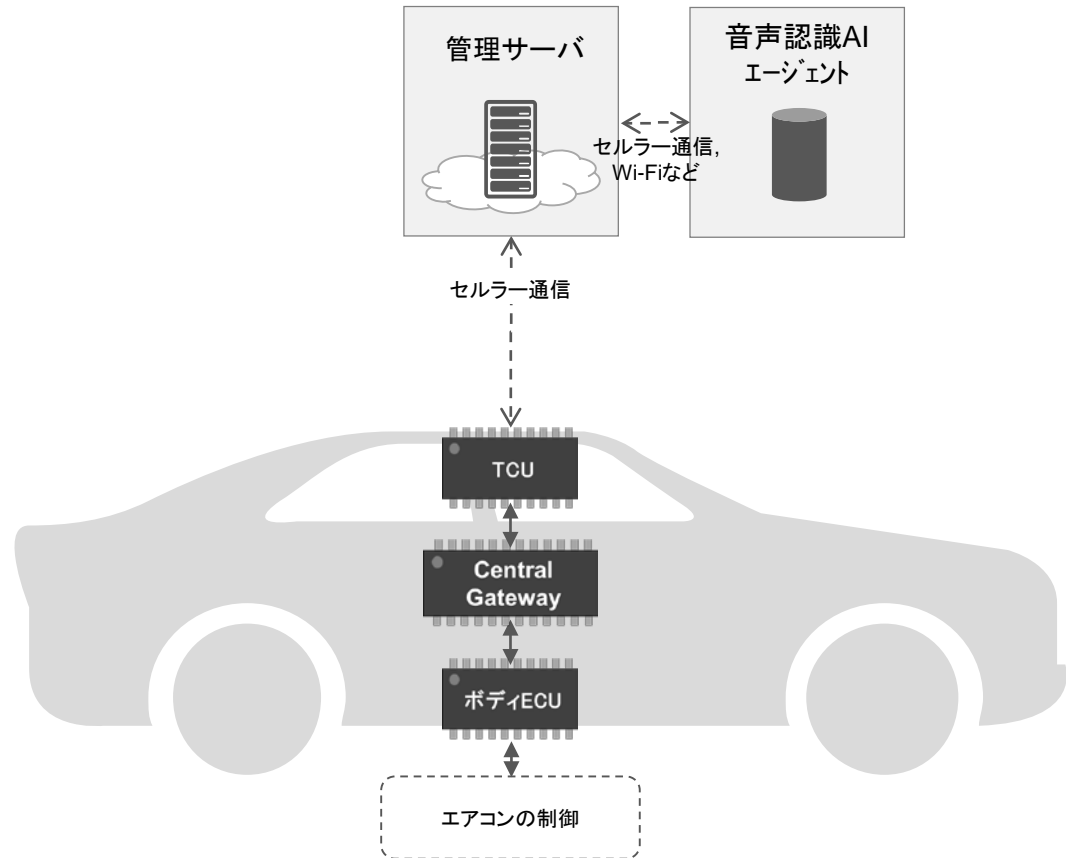 管理サーバ
音声認識AI
エージェント
セルラー通信,
Wi-Fiなど
セルラー通信
TCU
Central
Gateway
ボディECU
エアコンの制御